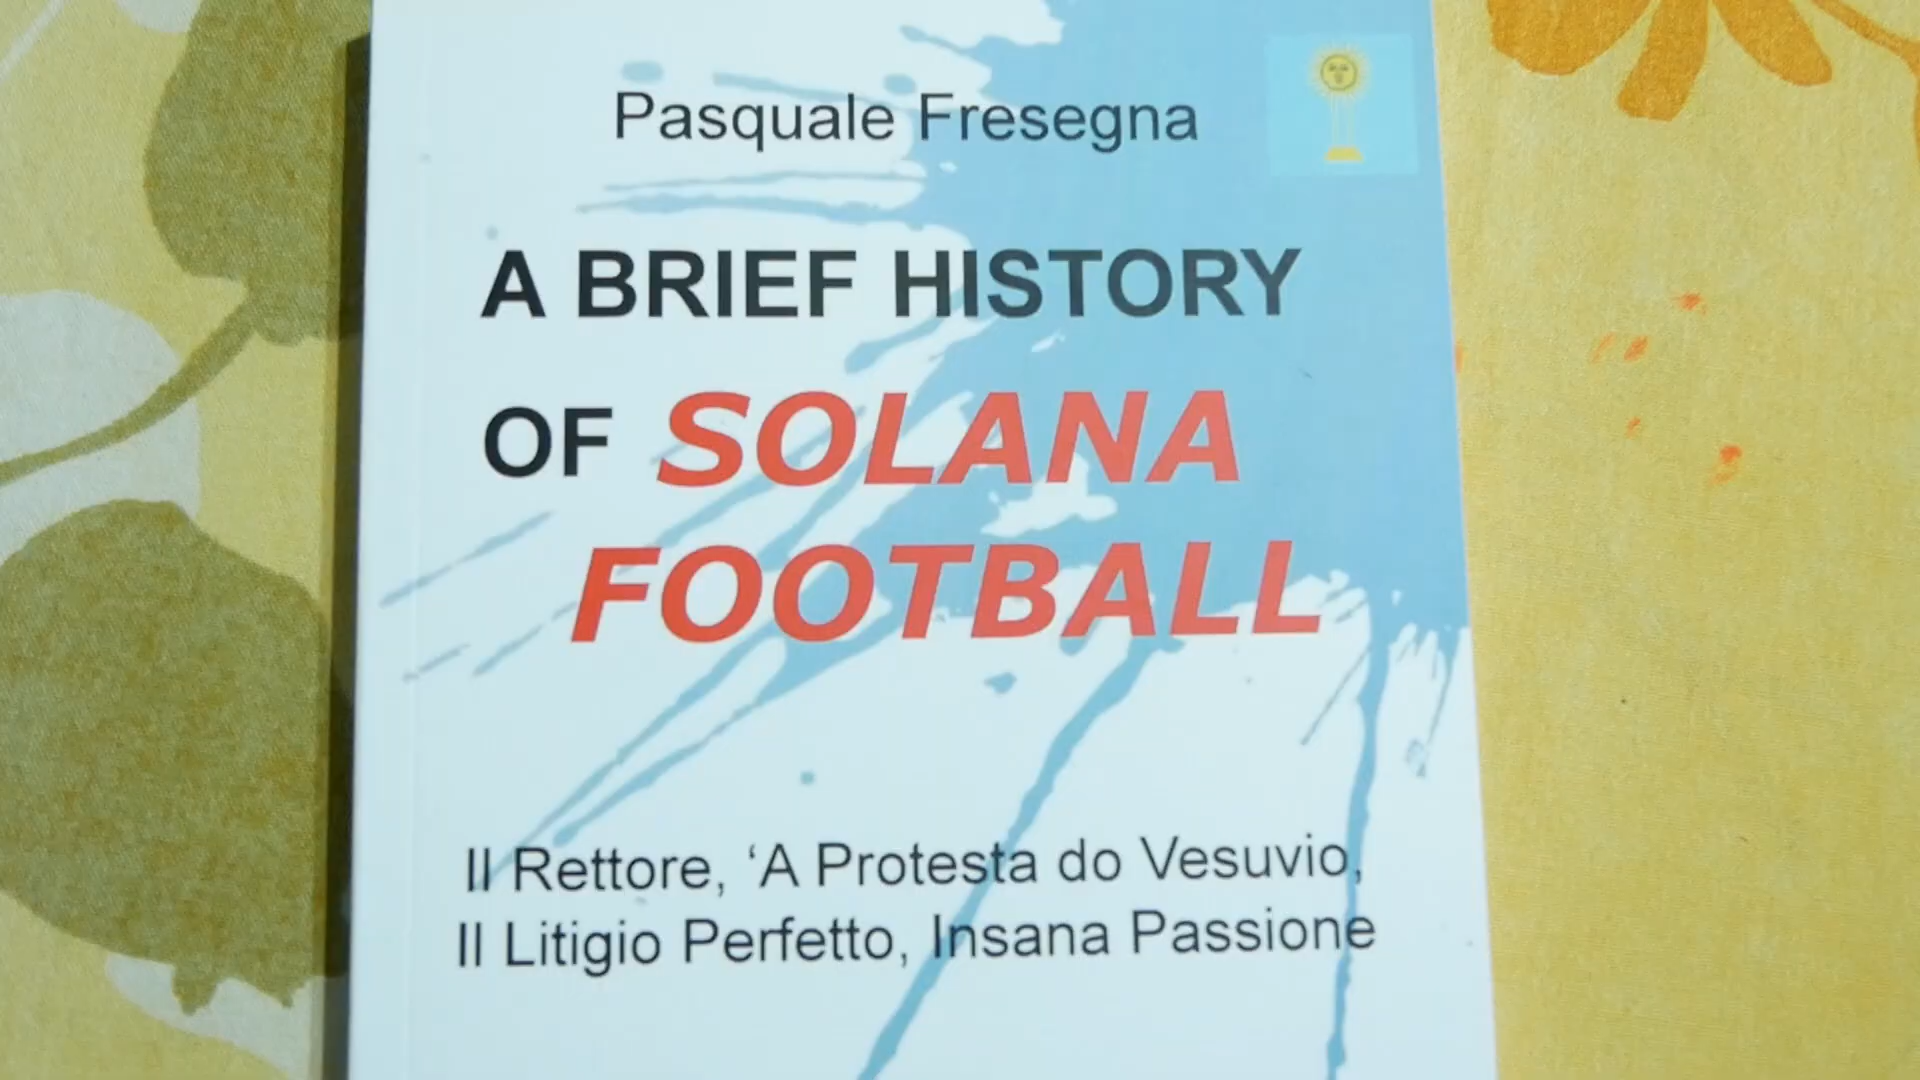 Pasquale Fresegna
A BRIEF HISTORY
OF SOLANA
FOOTBALL
Il Rettore, ‘A Protesta do Vesuvio,
Il Litigio Perfetto, Insana Passione